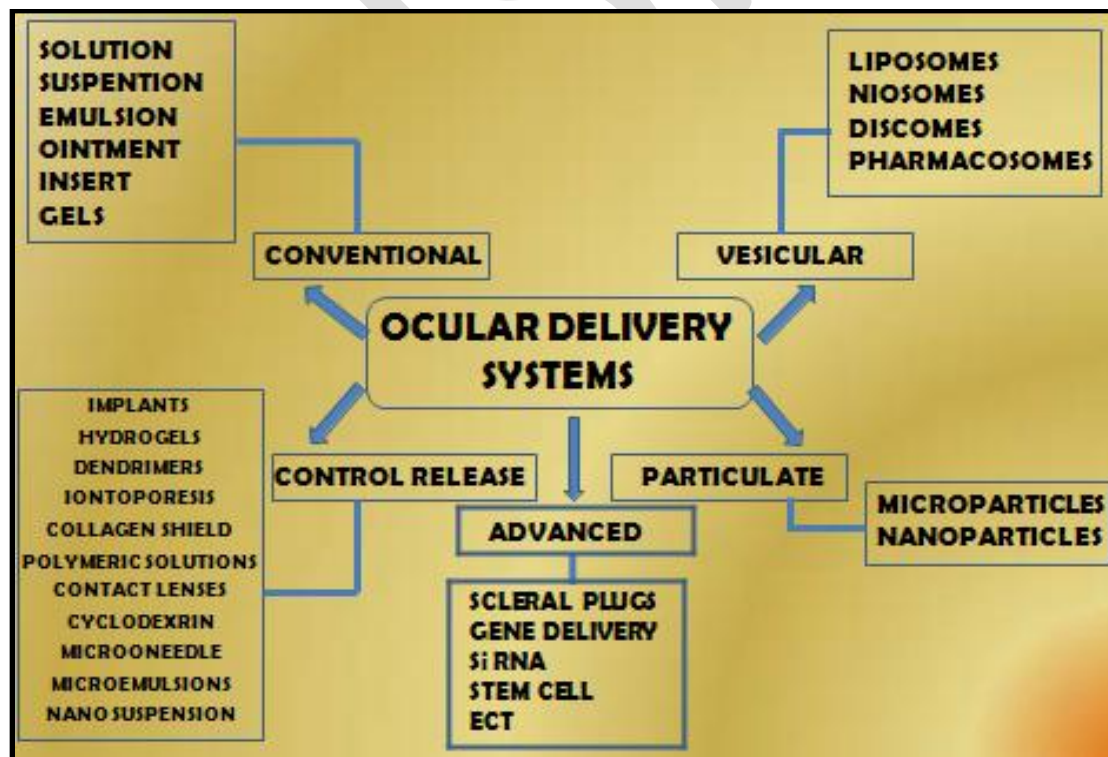 SOLUTION
SUSPENTION
EMULSION
OINTMENT
INSERT
GELS
LIPOSOMES
NIOSOMES
DISCOMES
PHARMACOSOMES
CONVENTIONAL
VESICULAR
OCULAR DELIVERY
SYSTEMS
IMPLANTS
HYDROGELS
DENDRIMERS
IONTOPORESIS
COLLAGEN SHIELD
POLYMERIC SOLUTIONS
CONTACT LENSES
CYCLODEXRIN
MICROONEEDLE
MICROEMULSIONS
NANO SUSPENSION
CONTROL RELEASE
ADVANCED
SCLERAL PLUGS
GENE DELIVERY
Si RNA
STEM CELL
ECT
PARTICULATE
MICROPARTICLES
NANOPARTICLES